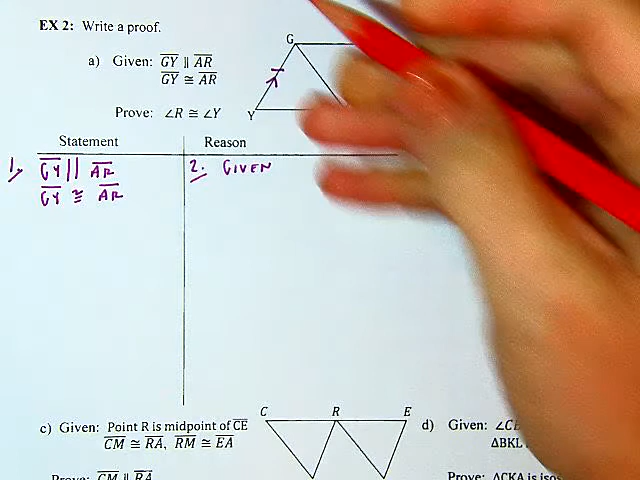 EX 2: Write a proof.
a) Given: GY || AR
GY ≅ AR
G
Prove: ∠R ≅ ∠Y
Y
Statement Reason
1. GY || AR 2. GIVEN
GY ≅ AR
c) Given: Point R is midpoint of CE
CM ≅ RA, RM ≅ EA
C R E
d) Given:
Prove: CM || RA
Prove: ΔCKA is isos